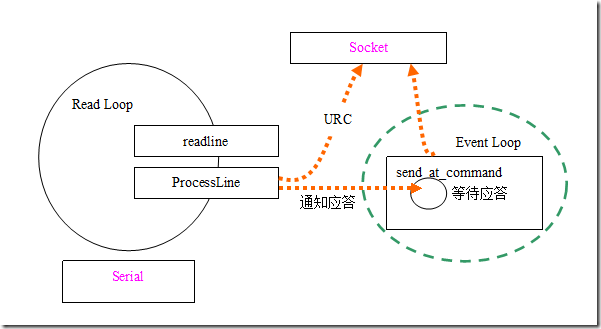 Socket
Read Loop
readline
ProcessLine
URC
通知应答
Event Loop
send_at_command
等待应答
Serial